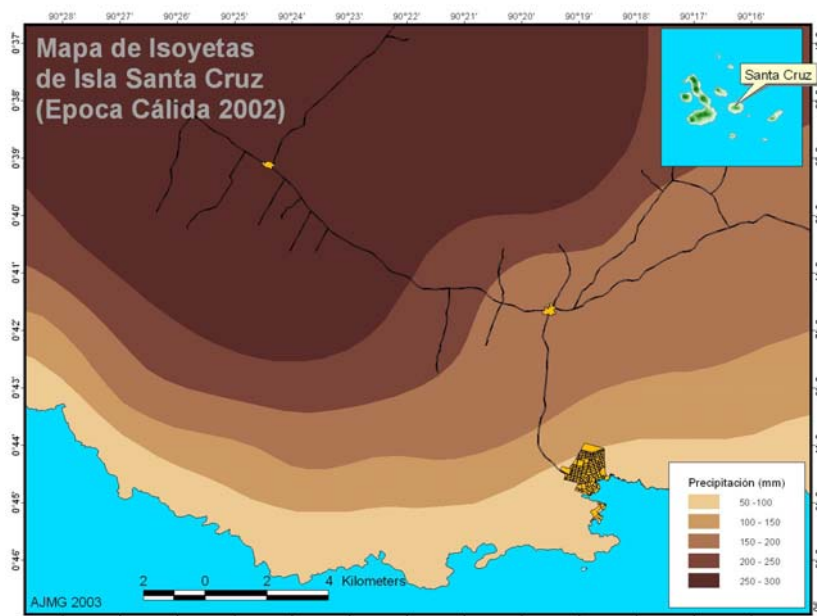 90°28' 90°27' 90°26' 90°25' 90°24' 90°23' 90°22' 90°21' 90°20' 90°19' 90°18' 90°17' 90°16'
Mapa de Isoyetas
de Isla Santa Cruz
(Epoca Cálida 2002)
Santa Cruz
0°37'
0°38'
0°39'
0°40'
0°41'
0°42'
0°43'
0°44'
0°45'
0°46'
Precipitación (mm)
50 -100
100 - 150
150 - 200
200 - 250
250 - 300
2 0 2 4 Kilometers
AJMG 2003